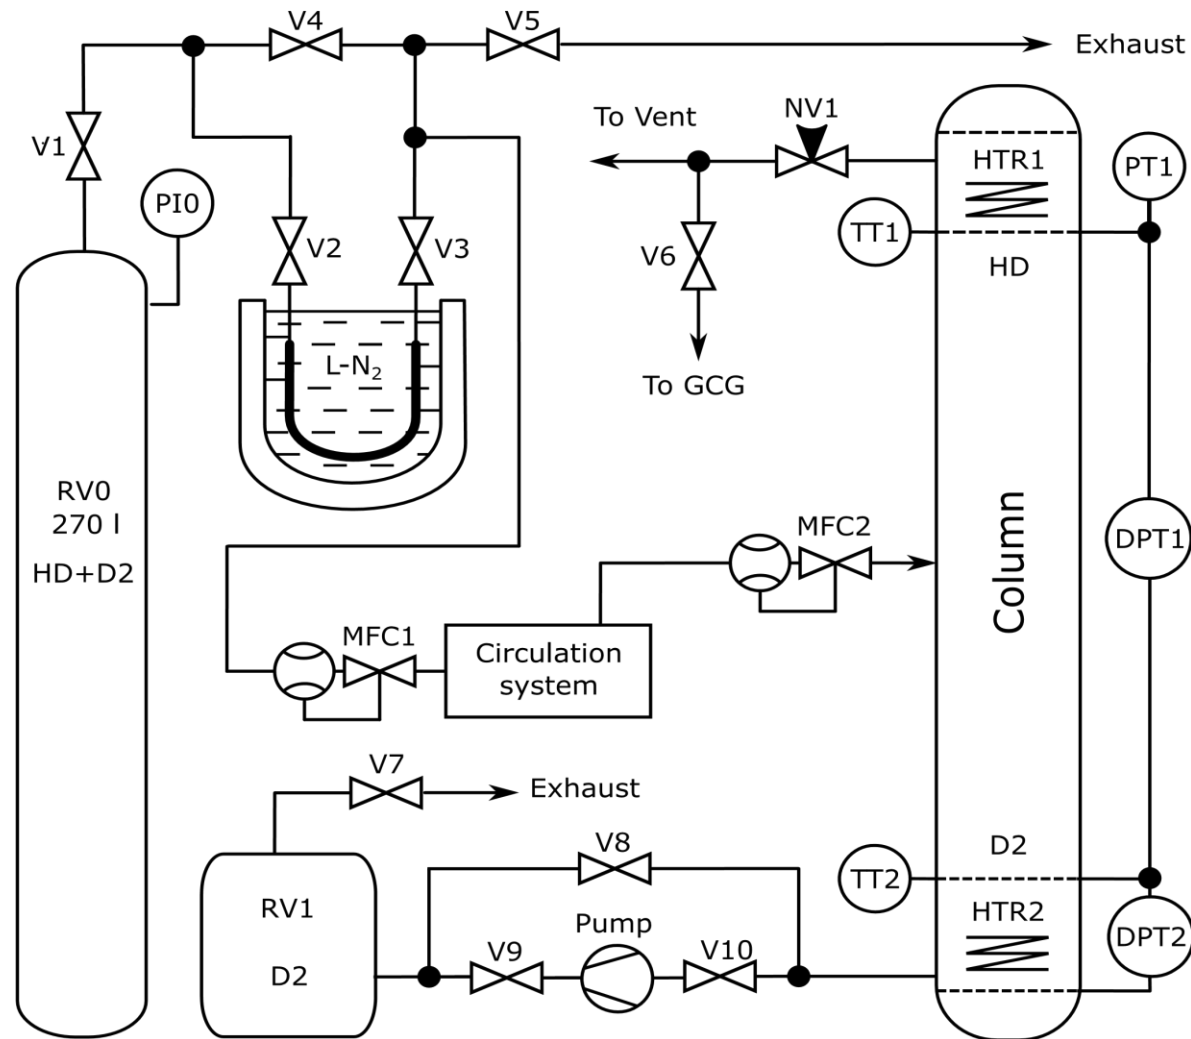 V4
V5
Exhaust
V1
PI0
V2
V3
L-N₂
To Vent
NV1
HTR1
PT1
TT1
HD
V6
To GCG
RV0
270 l
HD+D2
Column
DPT1
MFC2
MFC1
Circulation
system
V7
Exhaust
V8
D2
TT2
HTR2
DPT2
RV1
D2
Pump
V9
V10